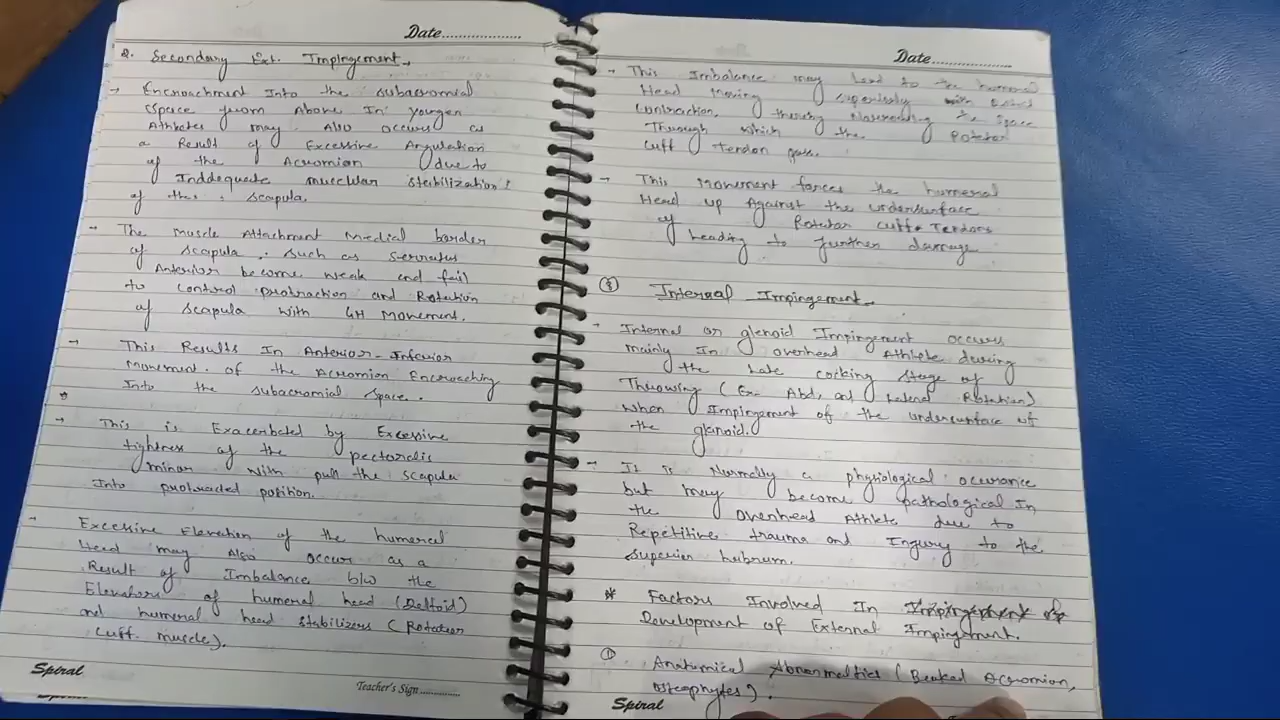 Date
2. Secondary Ext. Impingement
→ Encroachment Into the subacromial
space from Above In yongen
Athletes may Also occurs as
a Result of Excessive Angulation
of the Acromion due to
Inddequate muscular stabilization
of the scapula.
→ The Muscle Attachment Medial border
of scapula. such as serratus
Anterior become weak and fail
to control protraction and Rotation
of scapula with GH Movement.
→ This Results In Anterior-Inferior
movement of the Acromion Encroaching
Into the subacromial space.
→ This is Exacerbated by Excessive
tightness of the pectoralis
minor with pull the scapula
Into protracted position.
→ Excessive Elevation of the humeral
Head may Also occur as a
Result of Imbalance b/w the
Elevators of humeral head (Deltoid)
and humeral head stabilizers (Rotator
cuff muscle).
Spiral
Teacher's Sign
Date
→ This Imbalance may lead to the humeral
Head Moving superiorly with
contraction, thereby Narrowing the space
Through which the Rotator
cuff tendon pass.
→ This Movement forces the humeral
Head up Against the undersurface
of Rotator cuff Tendons
leading to further damage
Internal Impingement
→ Internal or glenoid Impingement occurs
mainly In overhead Athlete during
the late cocking stage of
Throwing (Ex. Abd. and Rotation)
when Impingement of the undersurface of
the glenoid.
→ It is Normally a physiological ocurance
but may become pathological In
the overhead Athlete due to
Repetitive trauma and Ingury to the
superior labrum.
* Factors Involved In
Development of External Impingement.
① Anatomical Abnormalties (Beaked Acromion,
osteophytes).
Spiral